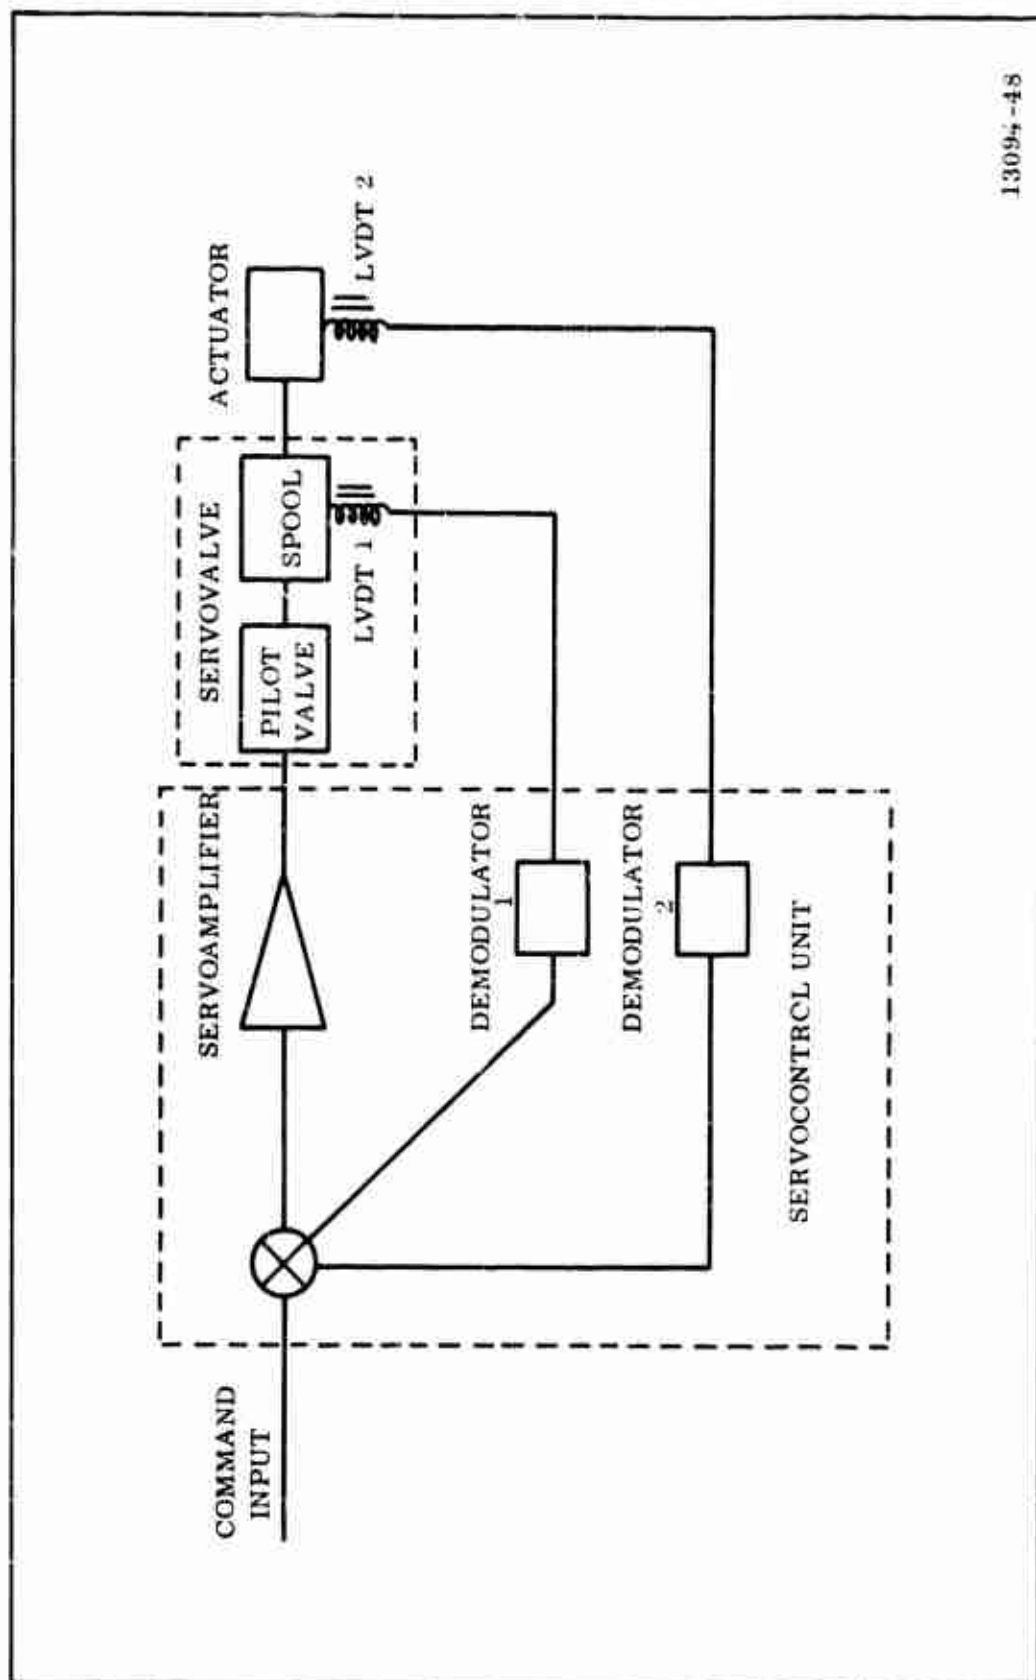 COMMAND
INPUT
SERVOAMPLIFIER
SERVOVALVE
PILOT
VALVE
SPOOL
LVDT 1
ACTUATOR
LVDT 2
DEMODULATOR
1
DEMODULATOR
2
SERVOCONTRCL UNIT
13094-48